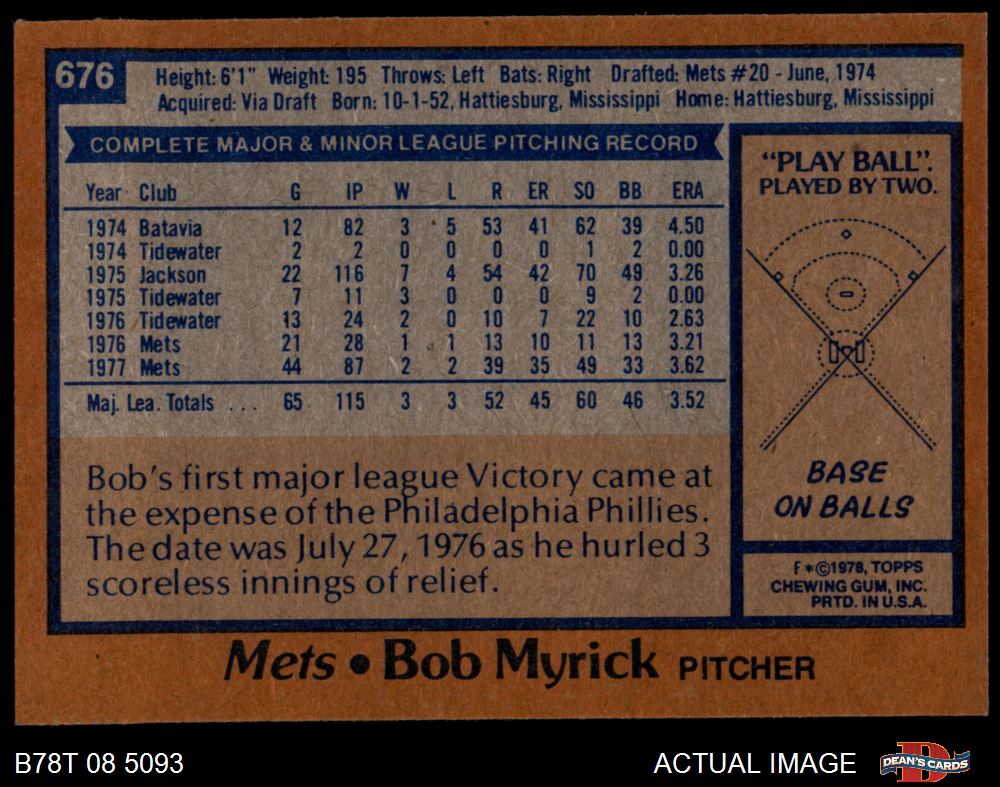 676
Height: 6'1" Weight: 195 Throws: Left Bats: Right Drafted: Mets #20 - June, 1974
Acquired: Via Draft Born: 10-1-52, Hattiesburg, Mississippi Home: Hattiesburg, Mississippi
COMPLETE MAJOR & MINOR LEAGUE PITCHING RECORD
Year Club G IP W L R ER SO BB ERA
1974 Batavia 12 82 3 5 53 41 62 39 4.50
1974 Tidewater 2 2 0 0 0 0 1 2 0.00
1975 Jackson 22 116 7 4 54 42 70 49 3.26
1975 Tidewater 7 11 3 0 0 0 9 2 0.00
1976 Tidewater 13 24 2 0 10 7 22 10 2.63
1976 Mets 21 28 1 1 13 10 11 13 3.21
1977 Mets 44 87 2 2 39 35 49 33 3.62
Maj. Lea. Totals ... 65 115 3 3 52 45 60 46 3.52
Bob's first major league Victory came at
the expense of the Philadelphia Phillies.
The date was July 27, 1976 as he hurled 3
scoreless innings of relief.
"PLAY BALL".
PLAYED BY TWO.
BASE
ON BALLS
F*©1978, TOPPS
CHEWING GUM, INC.
PRTD. IN U.S.A.
Mets • Bob Myrick PITCHER
B78T 08 5093
ACTUAL IMAGE
DEAN'S CARDS